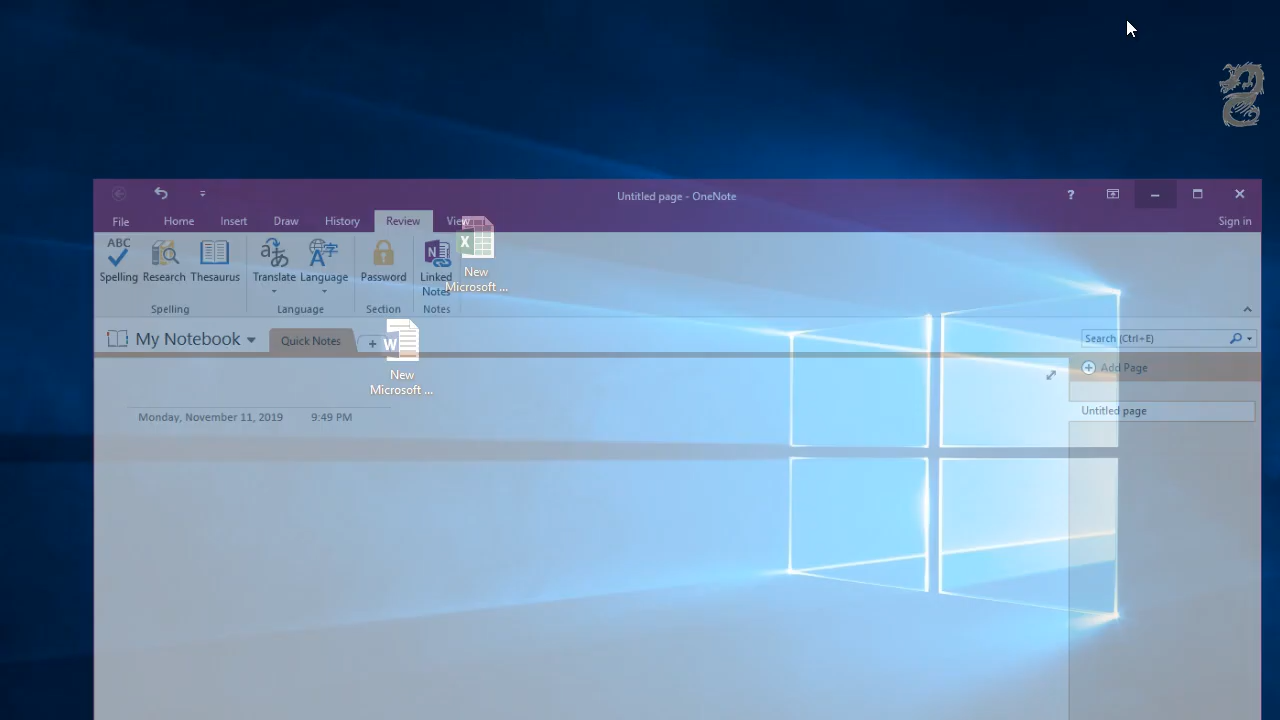 Untitled page - OneNote
?
File Home Insert Draw History Review View
Sign in
ABC
Spelling Research Thesaurus Translate Language Password Linked
Notes
Spelling Language Section Notes
New
Microsoft ...
My Notebook Quick Notes +
Search (Ctrl+E)
New
Microsoft ...
Add Page
Untitled page
Monday, November 11, 2019 9:49 PM